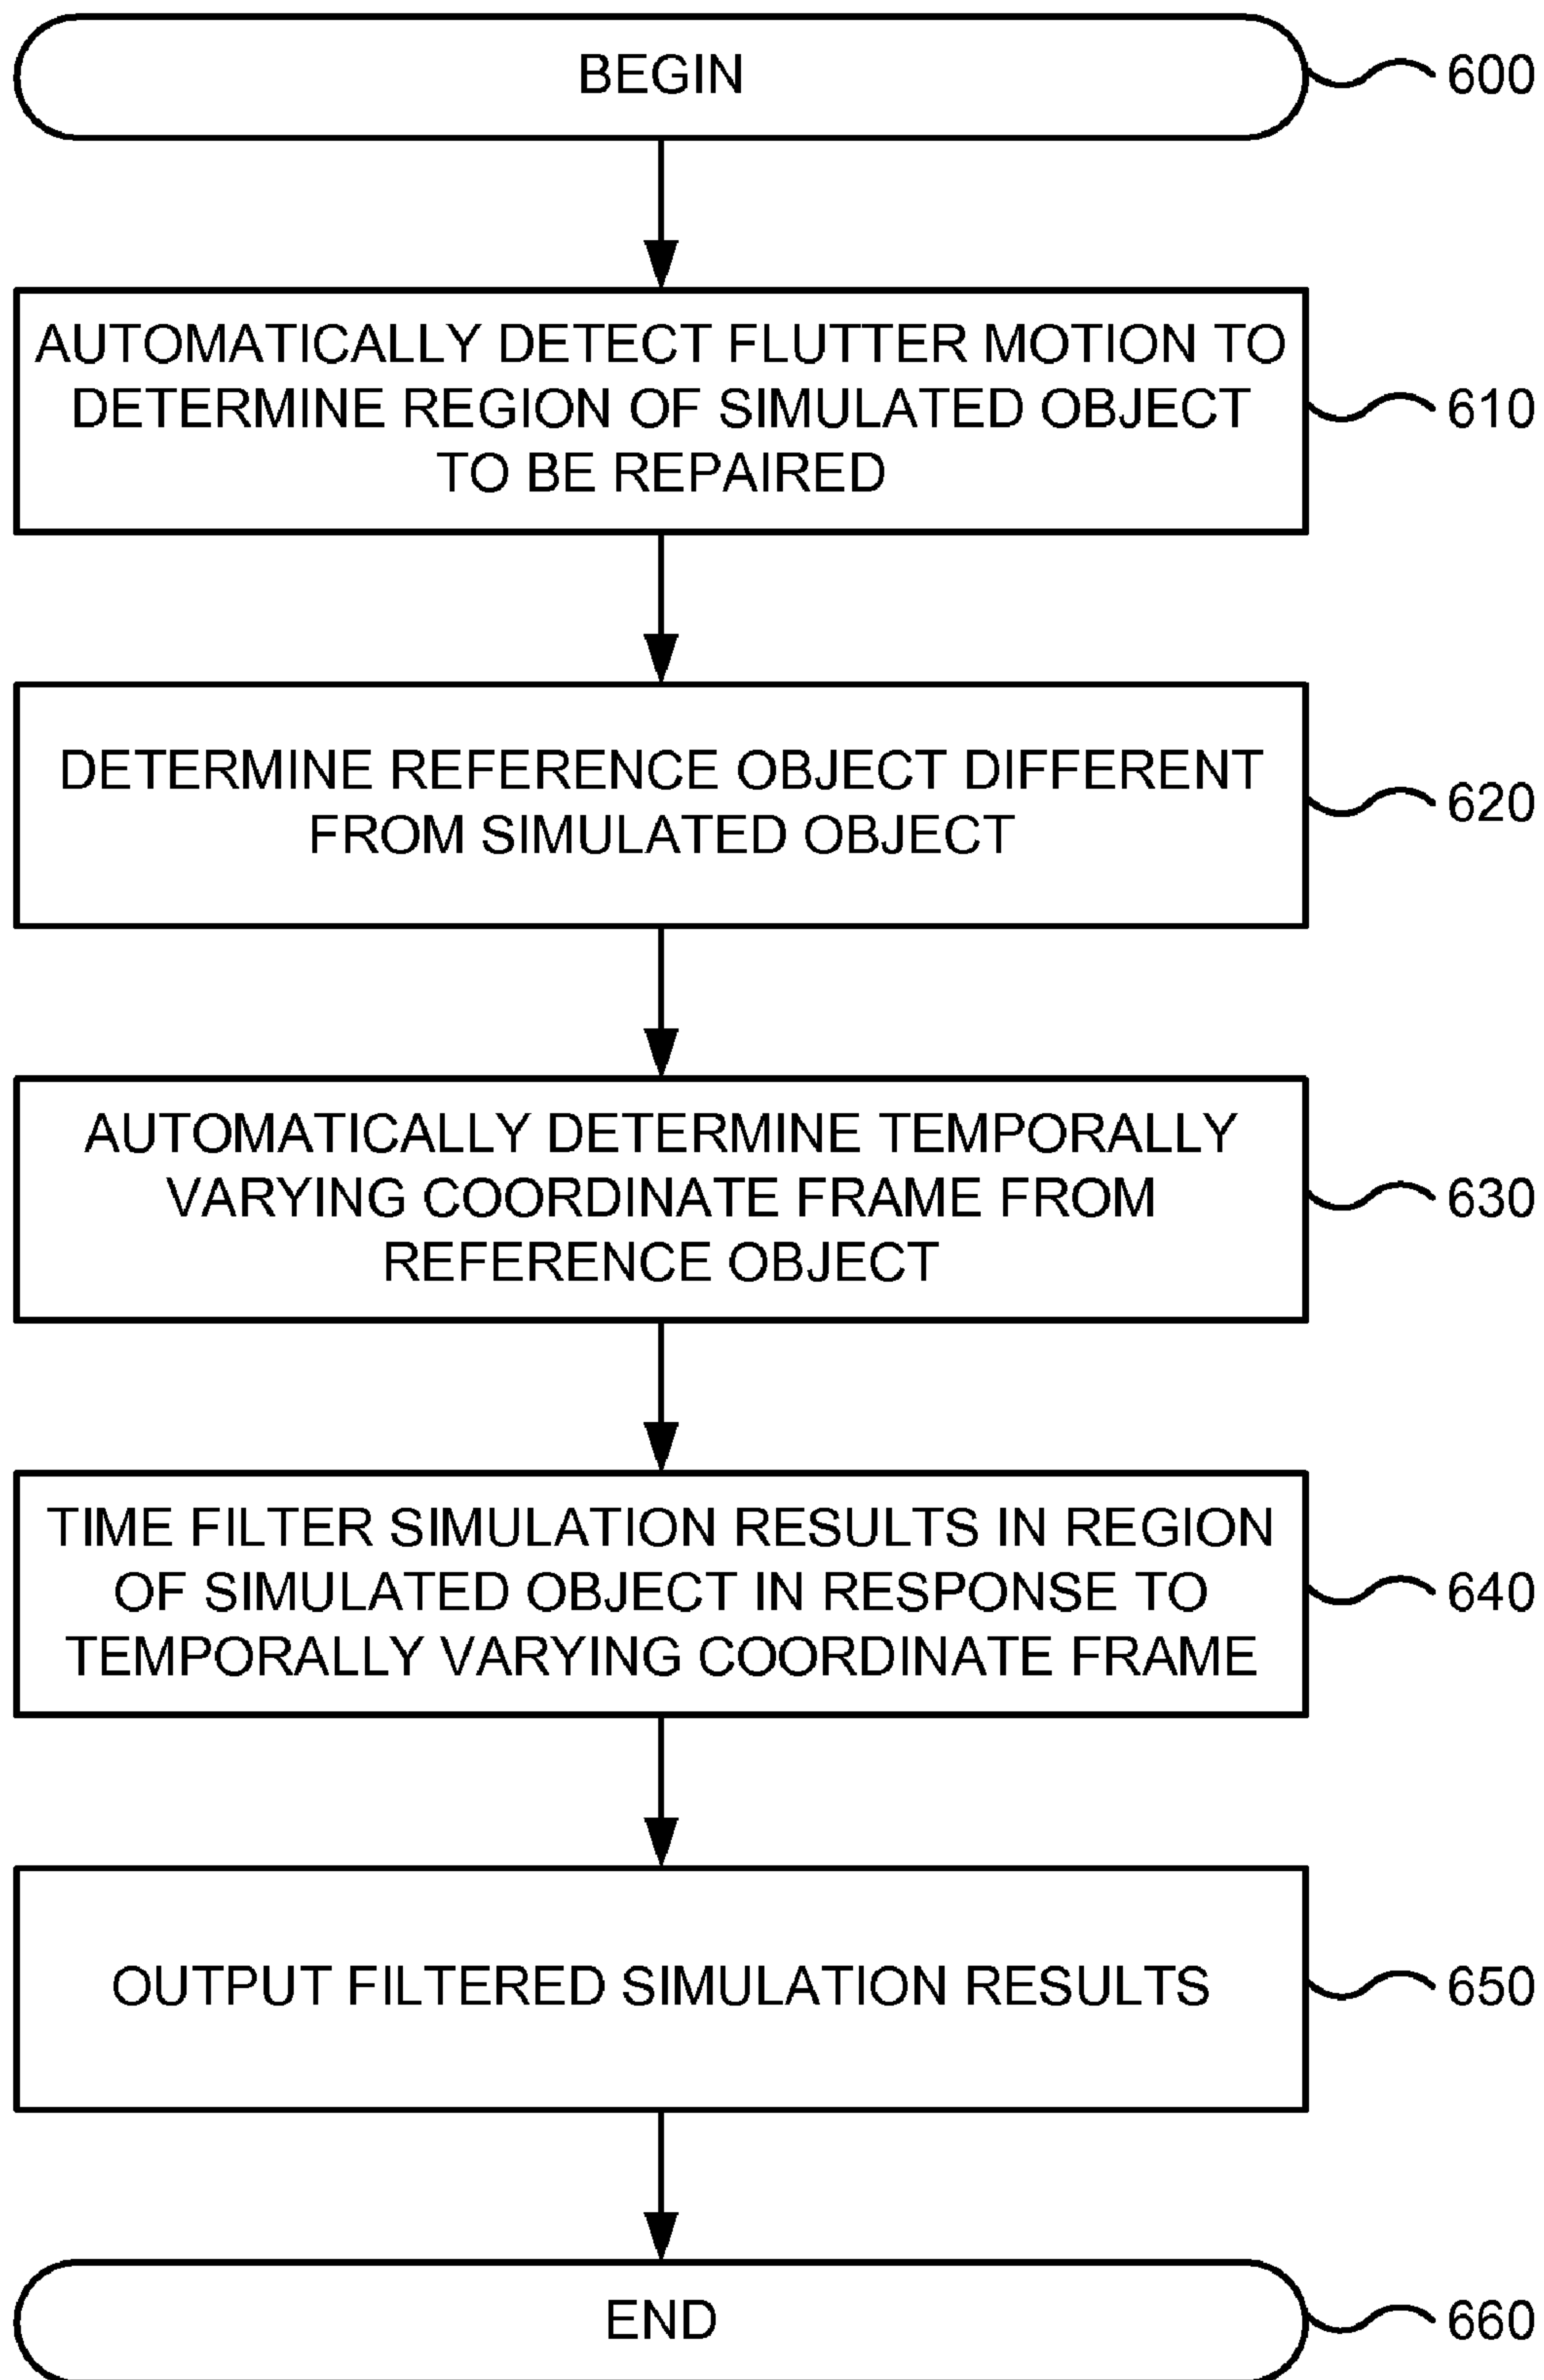 BEGIN
600
AUTOMATICALLY DETECT FLUTTER MOTION TO
DETERMINE REGION OF SIMULATED OBJECT
TO BE REPAIRED
610
DETERMINE REFERENCE OBJECT DIFFERENT
FROM SIMULATED OBJECT
620
AUTOMATICALLY DETERMINE TEMPORALLY
VARYING COORDINATE FRAME FROM
REFERENCE OBJECT
630
TIME FILTER SIMULATION RESULTS IN REGION
OF SIMULATED OBJECT IN RESPONSE TO
TEMPORALLY VARYING COORDINATE FRAME
640
OUTPUT FILTERED SIMULATION RESULTS
650
END
660